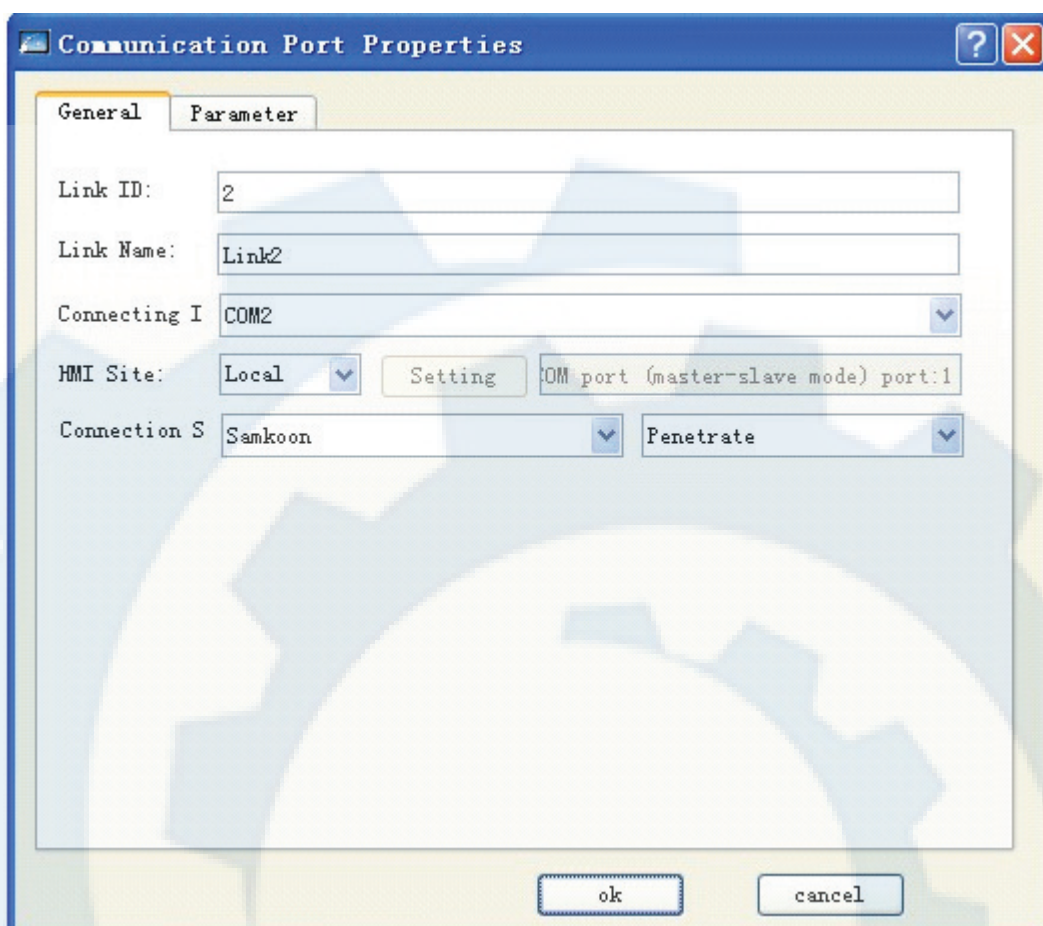 Communication Port Properties
General Parameter
Link ID: 2
Link Name: Link2
Connecting I COM2
HMI Site: Local Setting COM port (master-slave mode) port:1
Connection S Samkoon Penetrate
ok cancel